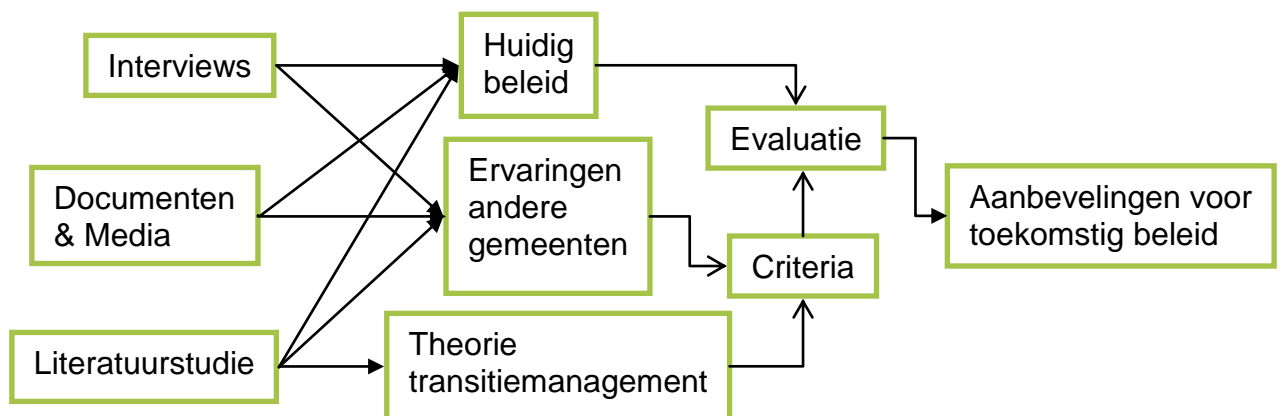 Interviews
Documenten
& Media
Literatuurstudie
Huidig
beleid
Ervaringen
andere
gemeenten
Theorie
transitiemanagement
Evaluatie
Criteria
Aanbevelingen voor
toekomstig beleid